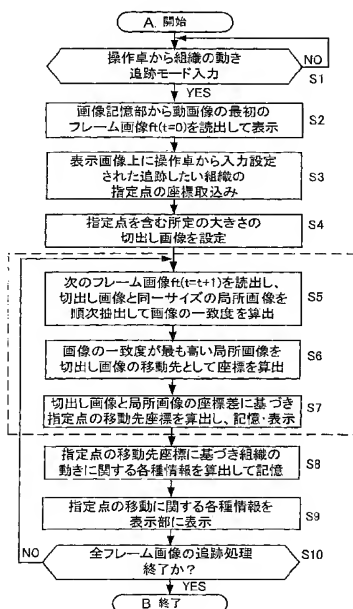 A. 開始
操作卓から組織の動き
追跡モード入力
NO
S1
YES
画像記憶部から動画像の最初の
フレーム画像ft(t=0)を読出して表示
S2
表示画像上に操作卓から入力設定
された追跡したい組織の
指定点の座標取込み
S3
指定点を含む所定の大きさの
切出し画像を設定
S4
次のフレーム画像ft(t=t+1)を読出し、
切出し画像と同一サイズの局所画像を
順次抽出して画像の一致度を算出
S5
画像の一致度が最も高い局所画像を
切出し画像の移動先として座標を算出
S6
切出し画像と局所画像の座標差に基づき
指定点の移動先座標を算出し、記憶・表示
S7
指定点の移動先座標に基づき組織の
動きに関する各種情報を算出して記憶
S8
指定点の移動に関する各種情報を
表示部に表示
S9
NO
全フレーム画像の追跡処理
終了か?
S10
YES
B 終了